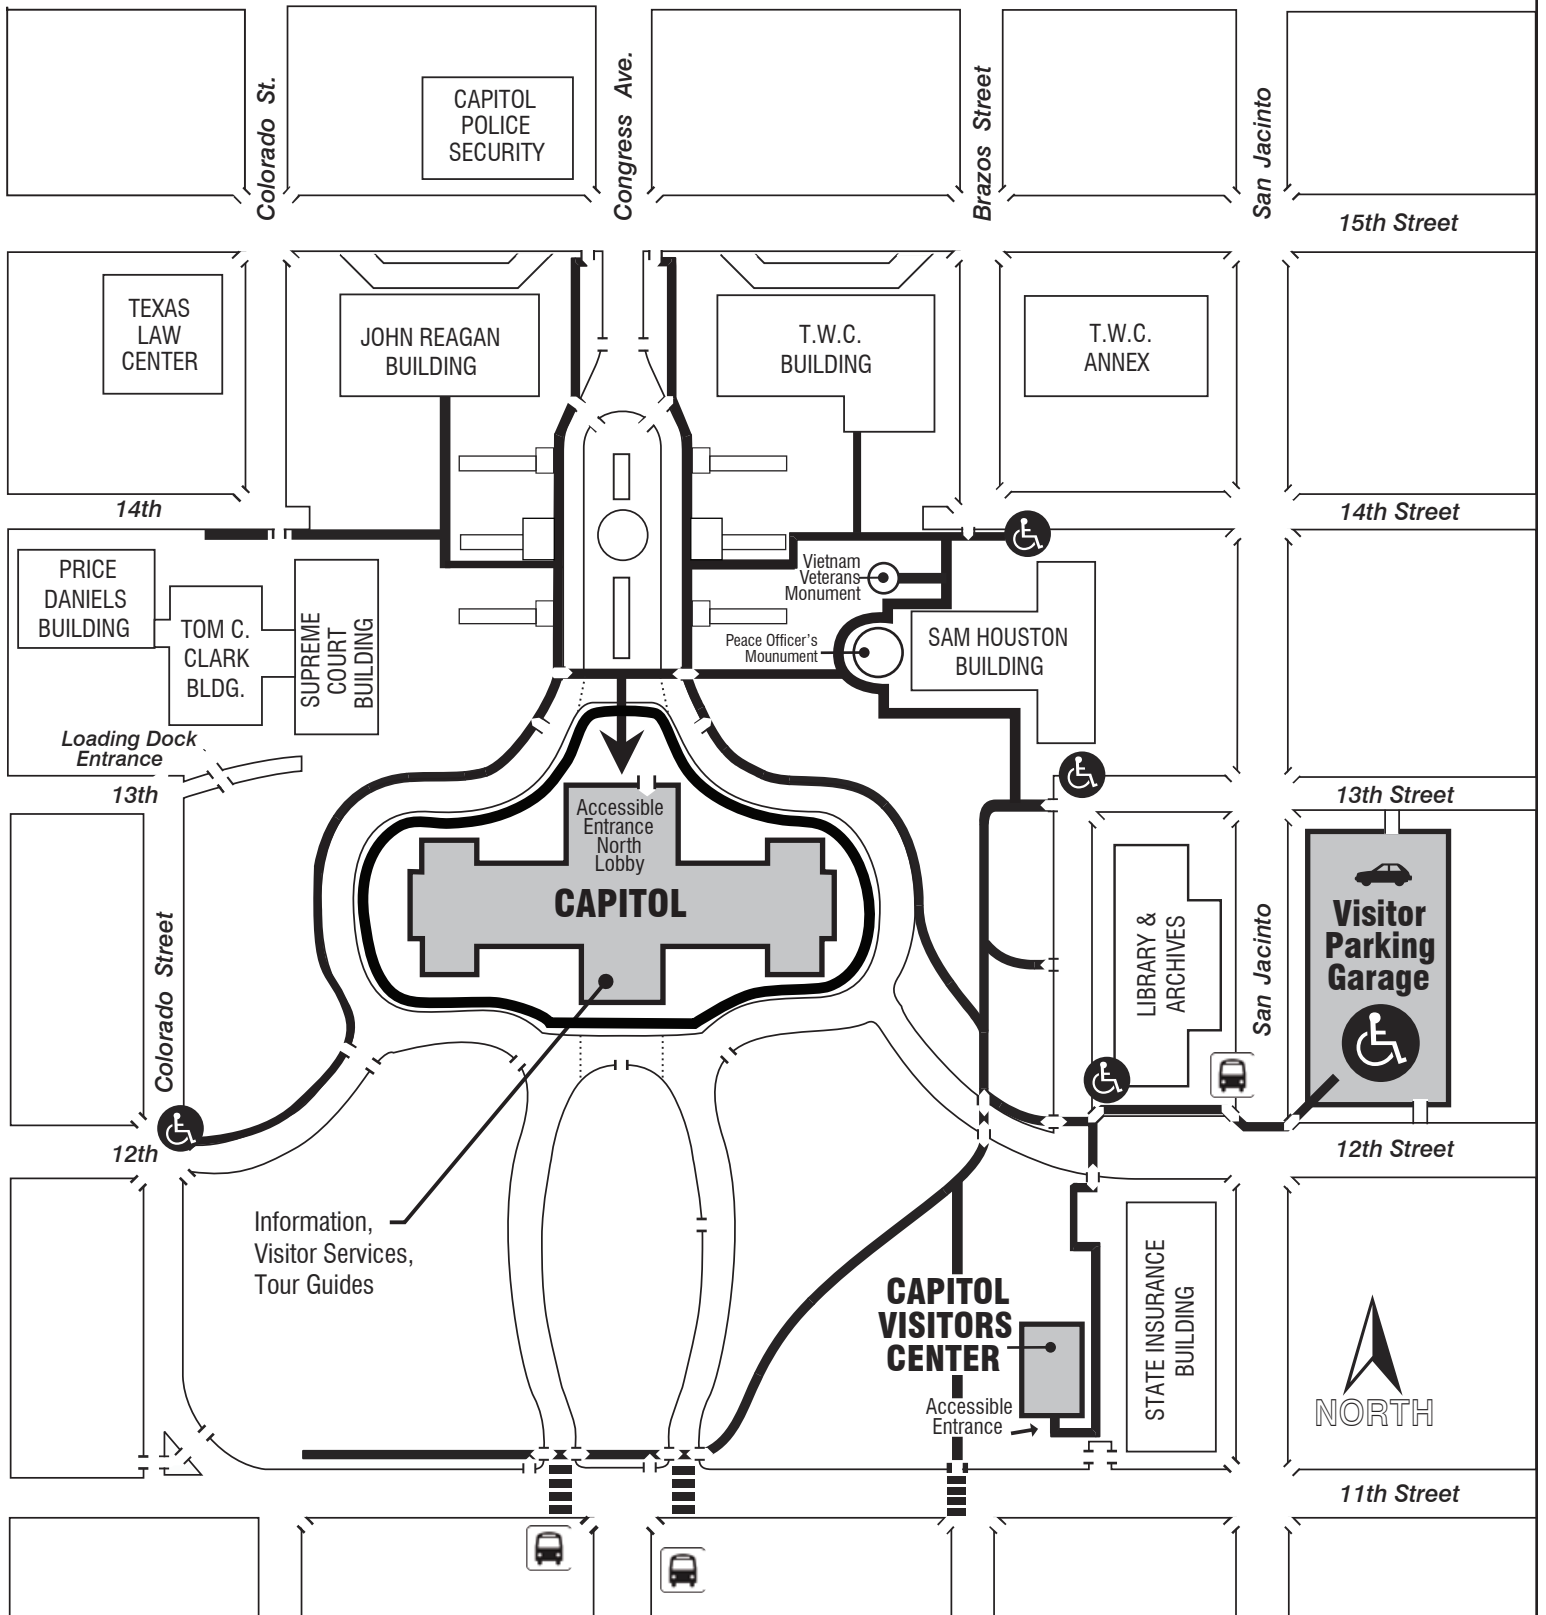 Colorado St.
CAPITOL
POLICE
SECURITY
Congress Ave.
Brazos Street
San Jacinto
15th Street
TEXAS
LAW
CENTER
JOHN REAGAN
BUILDING
T.W.C.
BUILDING
T.W.C.
ANNEX
14th
14th Street
PRICE
DANIELS
BUILDING
TOM C.
CLARK
BLDG.
SUPREME
COURT
BUILDING
Vietnam
Veterans
Monument
Peace Officer's
Mounument
SAM HOUSTON
BUILDING
Loading Dock
Entrance
13th
13th Street
Accessible
Entrance
North
Lobby
CAPITOL
Colorado Street
LIBRARY &
ARCHIVES
San Jacinto
Visitor
Parking
Garage
12th
12th Street
Information,
Visitor Services,
Tour Guides
CAPITOL
VISITORS
CENTER
Accessible
Entrance
STATE INSURANCE
BUILDING
NORTH
11th Street